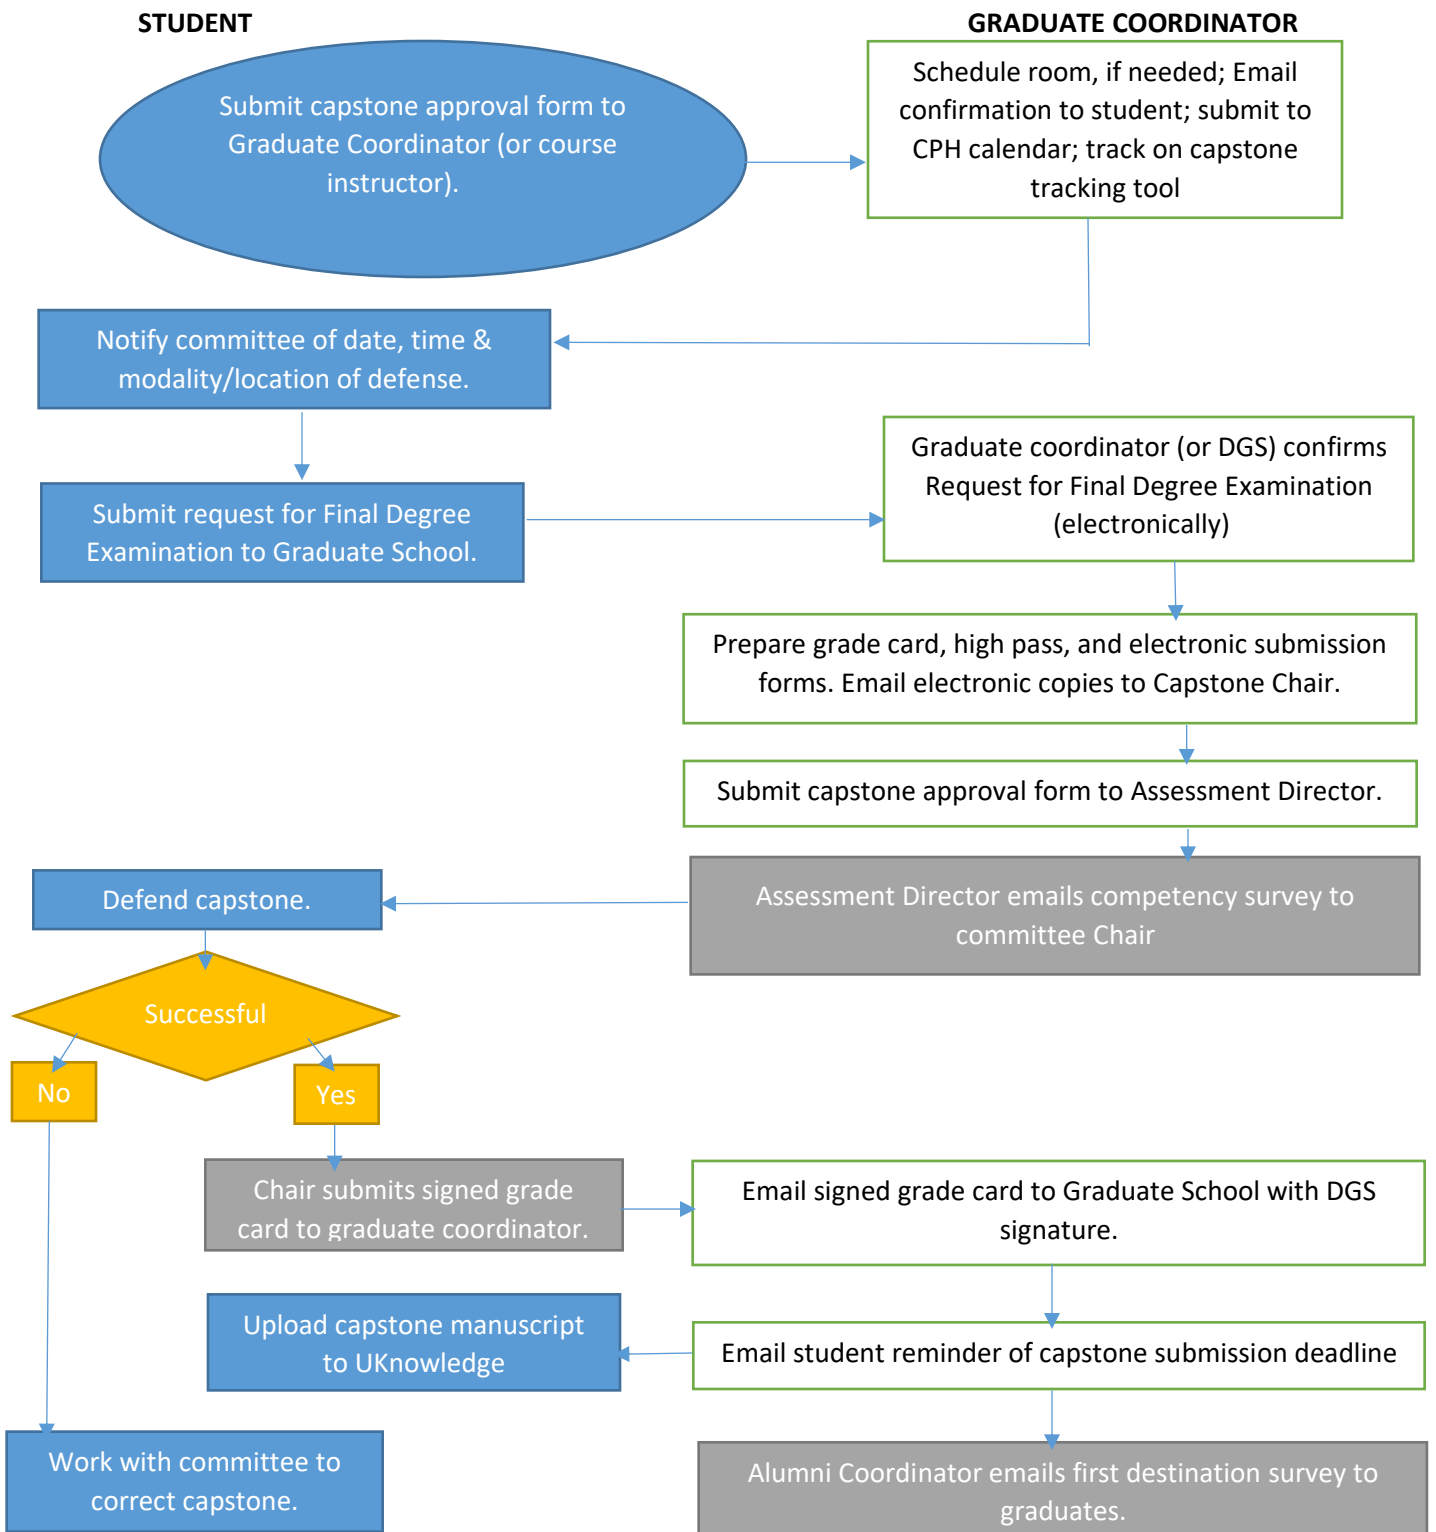 STUDENT
GRADUATE COORDINATOR
Submit capstone approval form to
Graduate Coordinator (or course
instructor).
Schedule room, if needed; Email
confirmation to student; submit to
CPH calendar; track on capstone
tracking tool
Notify committee of date, time &
modality/location of defense.
Submit request for Final Degree
Examination to Graduate School.
Graduate coordinator (or DGS) confirms
Request for Final Degree Examination
(electronically)
Prepare grade card, high pass, and electronic submission
forms. Email electronic copies to Capstone Chair.
Submit capstone approval form to Assessment Director.
Assessment Director emails competency survey to
committee Chair
Defend capstone.
Successful
No
Yes
Chair submits signed grade
card to graduate coordinator.
Email signed grade card to Graduate School with DGS
signature.
Email student reminder of capstone submission deadline
Upload capstone manuscript
to UKnowledge
Work with committee to
correct capstone.
Alumni Coordinator emails first destination survey to
graduates.